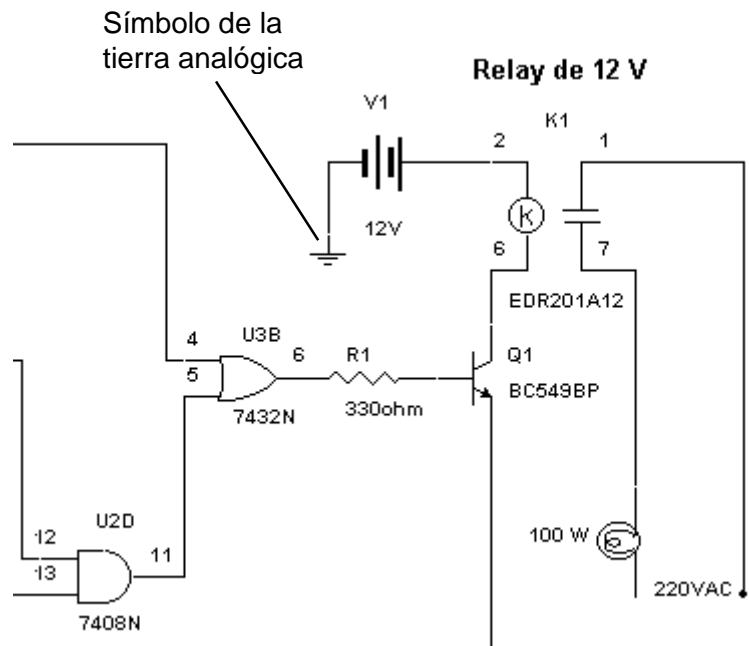 Símbolo de la
tierra analógica
Relay de 12 V
V1
K1
2
1
12V
6
7
EDR201A12
U3B
4
5
6
R1
Q1
7432N
330ohm
BC549BP
U2D
12
13
11
100 W
220VAC
7408N